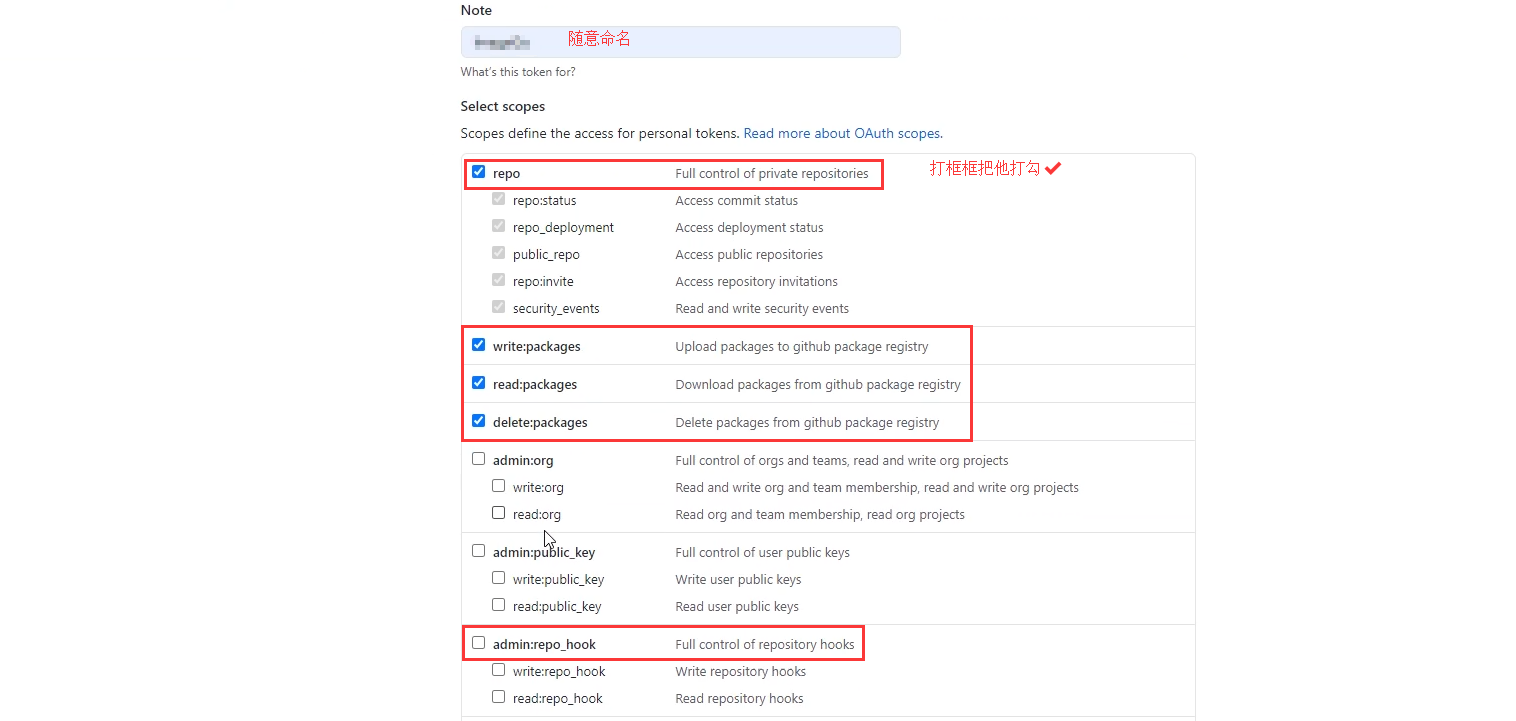 Note
随意命名
What's this token for?
Select scopes
Scopes define the access for personal tokens. Read more about OAuth scopes.
repo Full control of private repositories 打框框把他打勾
repo:status Access commit status
repo_deployment Access deployment status
public_repo Access public repositories
repo:invite Access repository invitations
security_events Read and write security events
write:packages Upload packages to github package registry
read:packages Download packages from github package registry
delete:packages Delete packages from github package registry
admin:org Full control of orgs and teams, read and write org projects
write:org Read and write org and team membership, read and write org projects
read:org Read org and team membership, read org projects
admin:public_key Full control of user public keys
write:public_key Write user public keys
read:public_key Read user public keys
admin:repo_hook Full control of repository hooks
write:repo_hook Write repository hooks
read:repo_hook Read repository hooks